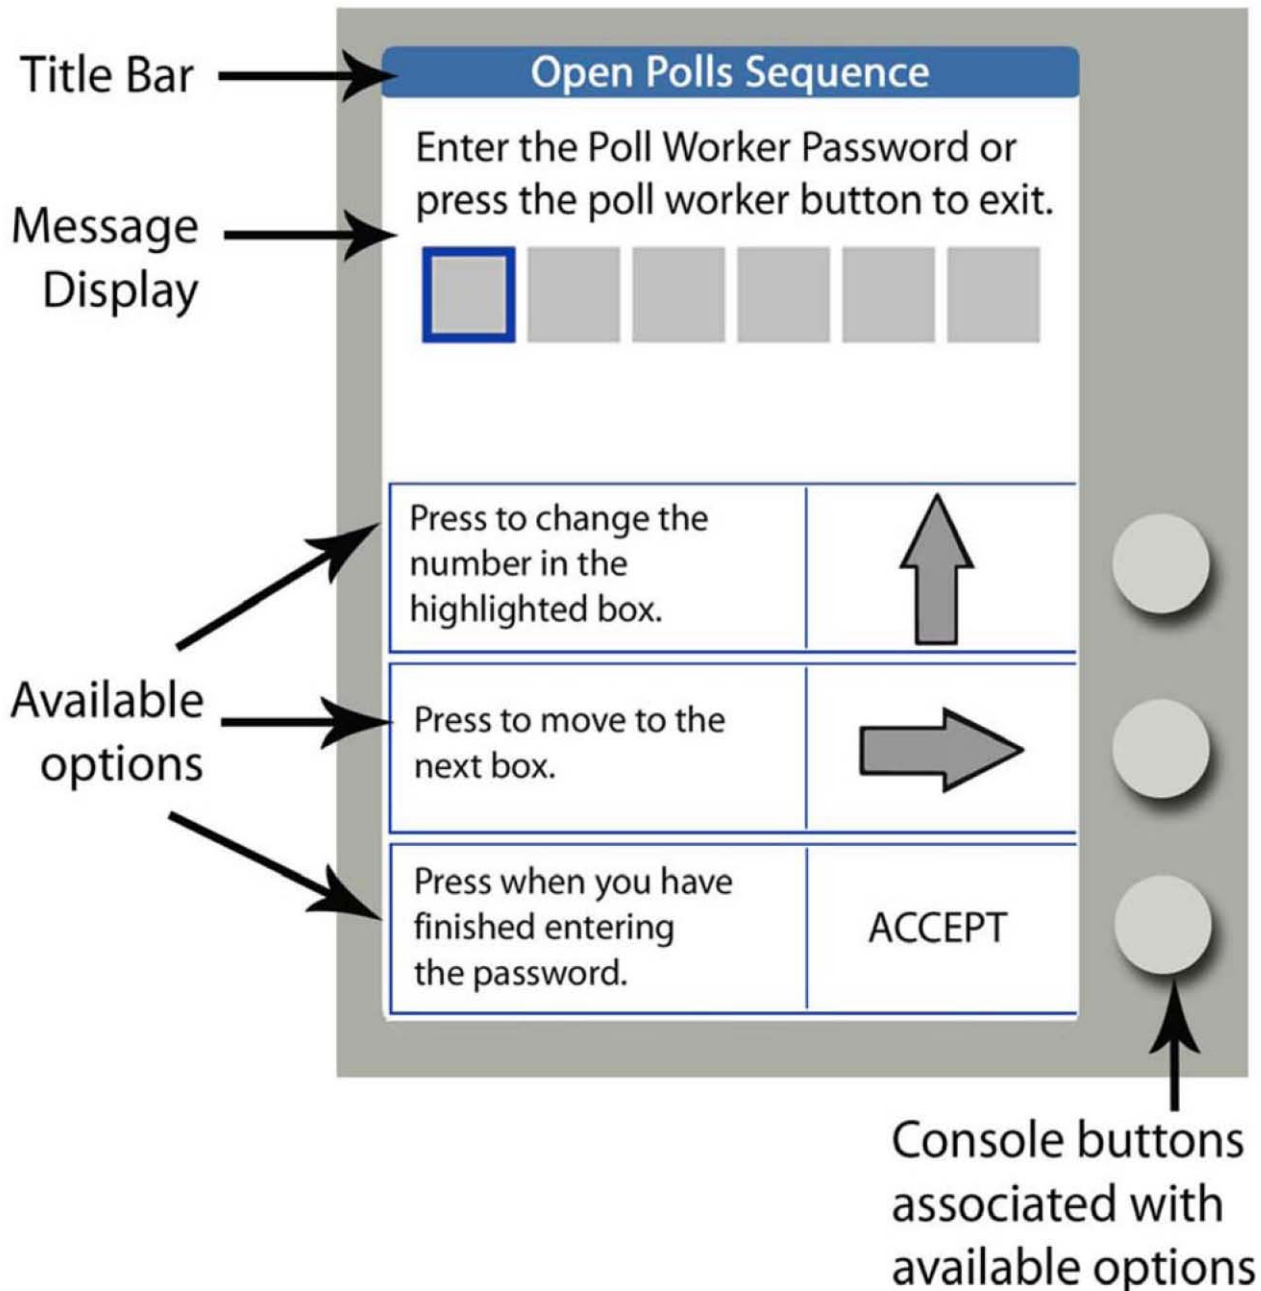 Title Bar
Open Polls Sequence
Enter the Poll Worker Password or
press the poll worker button to exit.
Message
Display
Press to change the
number in the
highlighted box.
Available
options
Press to move to the
next box.
Press when you have
finished entering
the password.
ACCEPT
Console buttons
associated with
available options